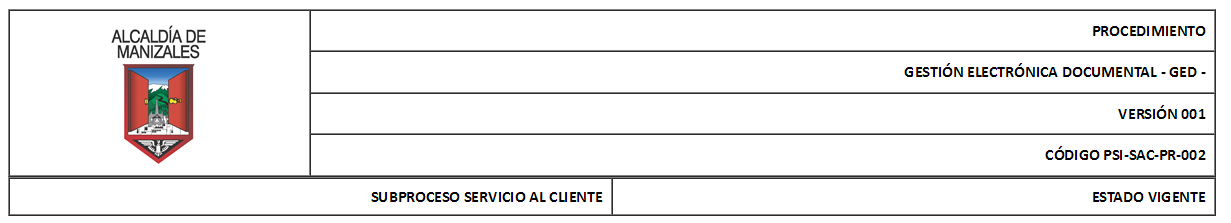 ALCALDÍA DE
MANIZALES
PROCEDIMIENTO
GESTIÓN ELECTRÓNICA DOCUMENTAL - GED -
VERSIÓN 001
CÓDIGO PSI-SAC-PR-002
SUBPROCESO SERVICIO AL CLIENTE
ESTADO VIGENTE